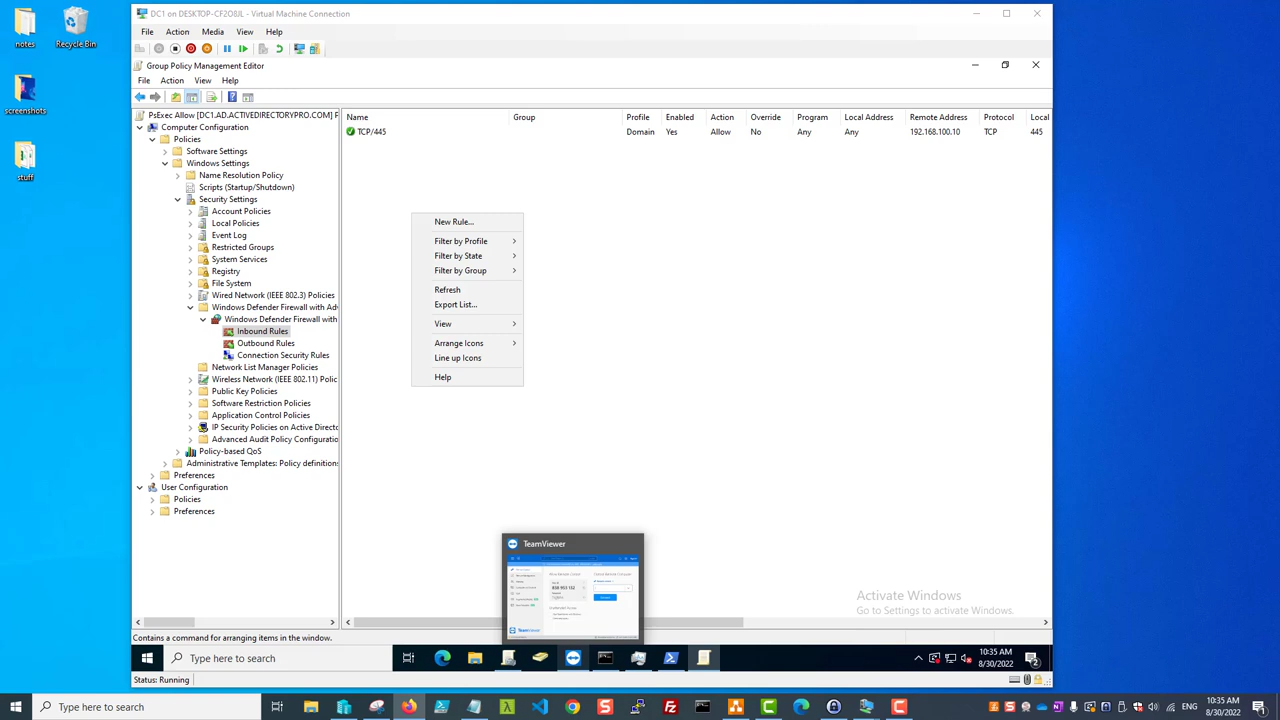 DC1 on DESKTOP-CF2O8JL - Virtual Machine Connection
File Action Media View Help
Group Policy Management Editor
File Action View Help
notes
Recycle Bin
screenshots
stuff
PsExec Allow [DC1.AD.ACTIVEDIRECTORYPRO.COM] P
Computer Configuration
Policies
Software Settings
Windows Settings
Name Resolution Policy
Scripts (Startup/Shutdown)
Security Settings
Account Policies
Local Policies
Event Log
Restricted Groups
System Services
Registry
File System
Wired Network (IEEE 802.3) Policies
Windows Defender Firewall with Adv
Windows Defender Firewall with
Inbound Rules
Outbound Rules
Connection Security Rules
Network List Manager Policies
Wireless Network (IEEE 802.11) Polic
Public Key Policies
Software Restriction Policies
Application Control Policies
IP Security Policies on Active Directo
Advanced Audit Policy Configuratio
Policy-based QoS
Administrative Templates: Policy definitions
Preferences
User Configuration
Policies
Preferences
Name Group Profile Enabled Action Override Program Local Address Remote Address Protocol Local
TCP/445 Domain Yes Allow No Any Any 192.168.100.10 TCP 445
New Rule...
Filter by Profile
Filter by State
Filter by Group
Refresh
Export List...
View
Arrange Icons
Line up Icons
Help
TeamViewer
Activate Windows
Go to Settings to activate Windows.
Contains a command for arranging items in the window.
Type here to search
10:35 AM
8/30/2022
2
Status: Running
Type here to search
ENG
10:35 AM
8/30/2022